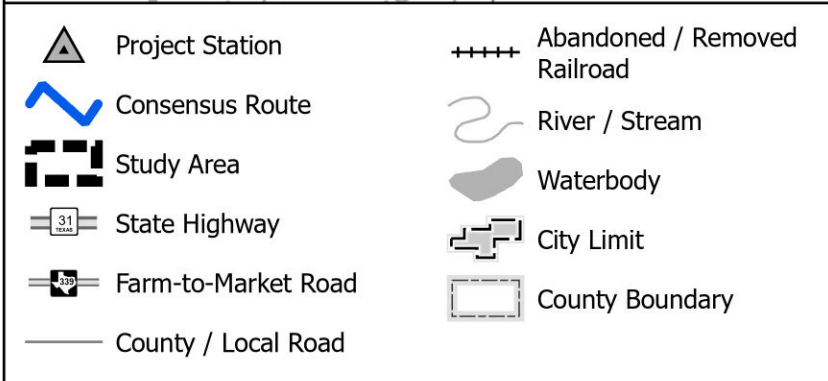 Project Station
Consensus Route
Study Area
31
TEXAS
State Highway
339
Farm-to-Market Road
County / Local Road
Abandoned / Removed
Railroad
River / Stream
Waterbody
City Limit
County Boundary